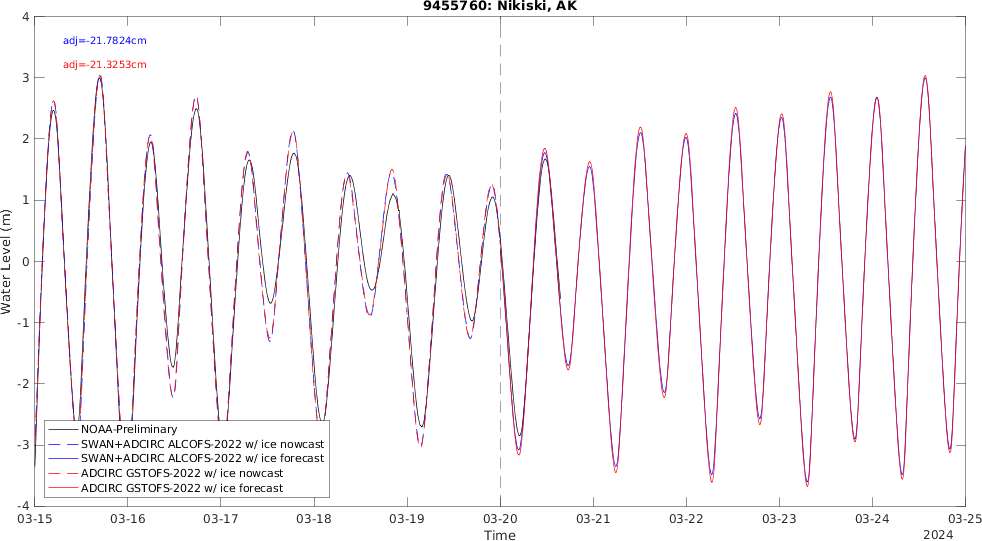 9455760: Nikiski, AK
adj=-21.7824cm
adj=-21.3253cm
Water Level (m)
4
3
2
1
0
-1
-2
-3
-4
NOAA-Preliminary
SWAN+ADCIRC ALCOFS-2022 w/ ice nowcast
SWAN+ADCIRC ALCOFS-2022 w/ ice forecast
ADCIRC GSTOFS-2022 w/ ice nowcast
ADCIRC GSTOFS-2022 w/ ice forecast
03-15 03-16 03-17 03-18 03-19 03-20 03-21 03-22 03-23 03-24 03-25
Time
2024